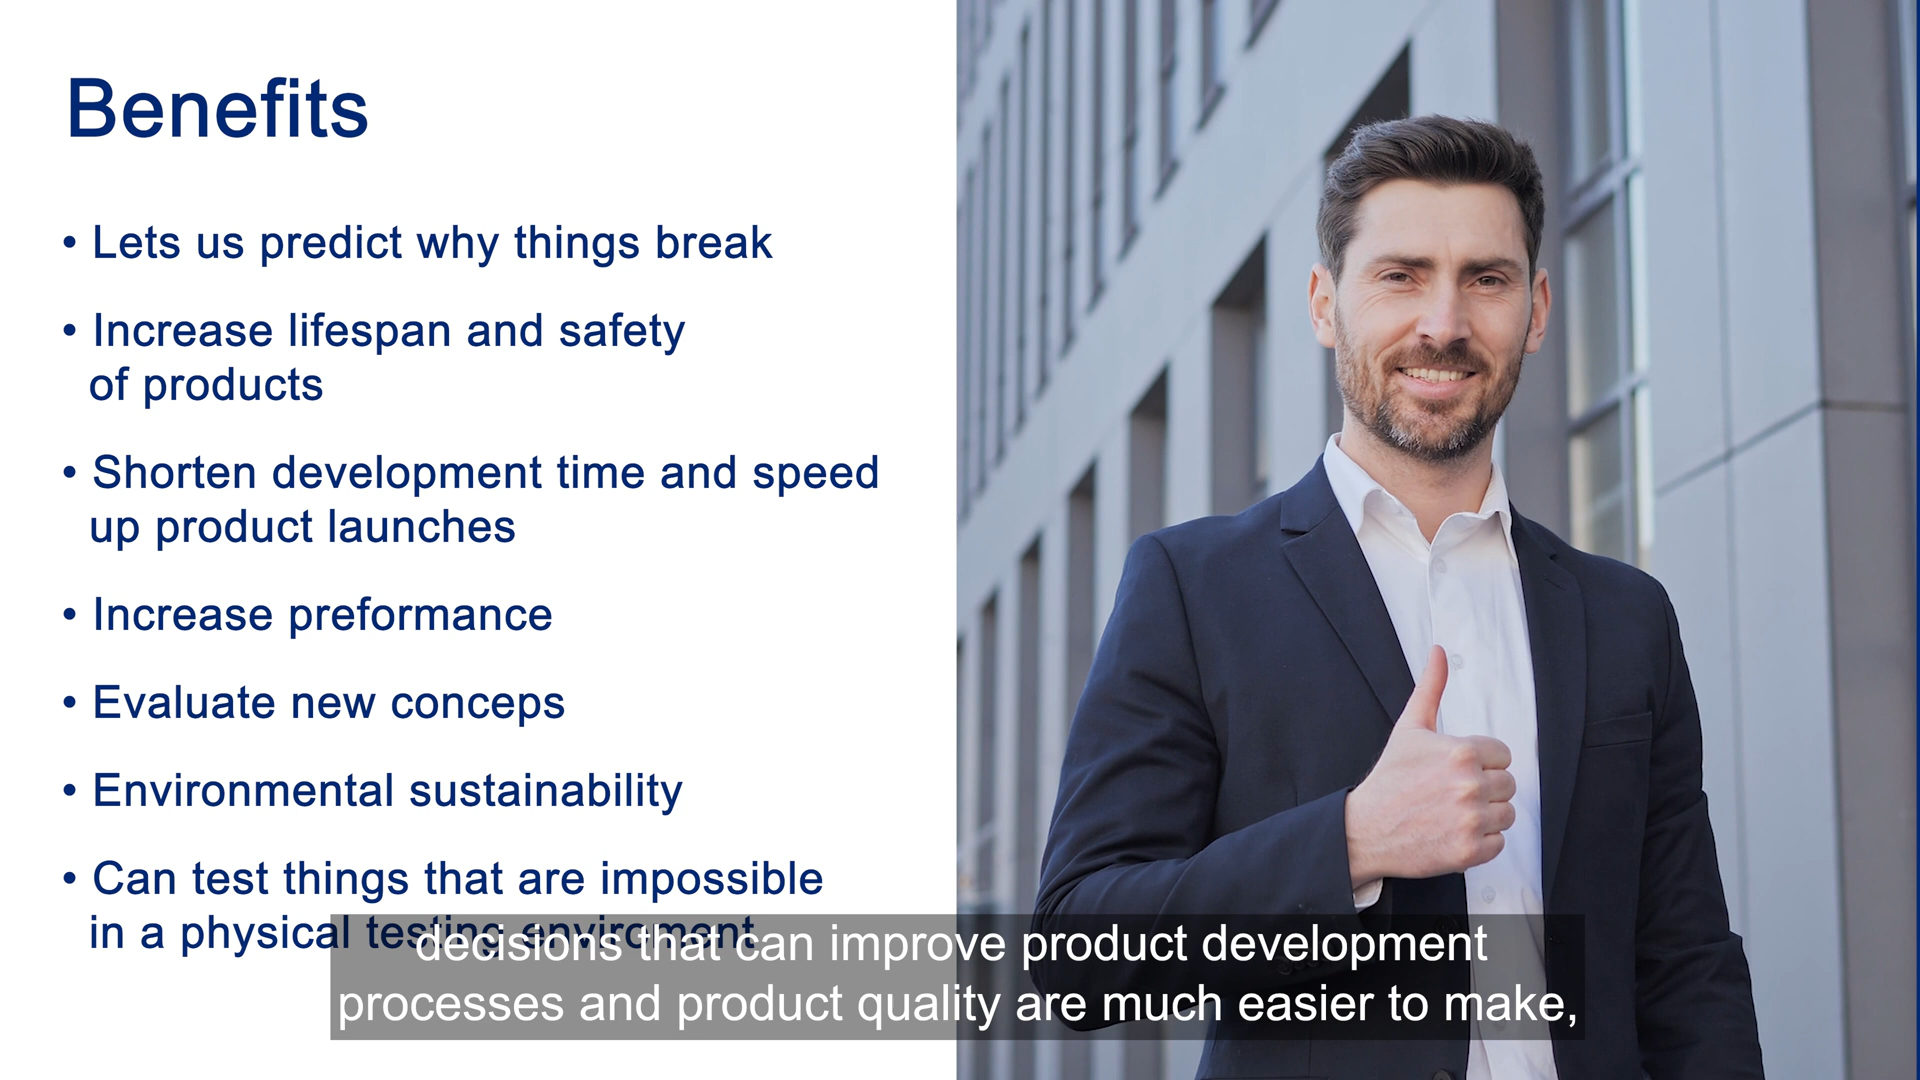 Benefits
• Lets us predict why things break
• Increase lifespan and safety
of products
• Shorten development time and speed
up product launches
• Increase preformance
• Evaluate new conceps
• Environmental sustainability
• Can test things that are impossible
in a physical testing enviroment
decisions that can improve product development
processes and product quality are much easier to make,